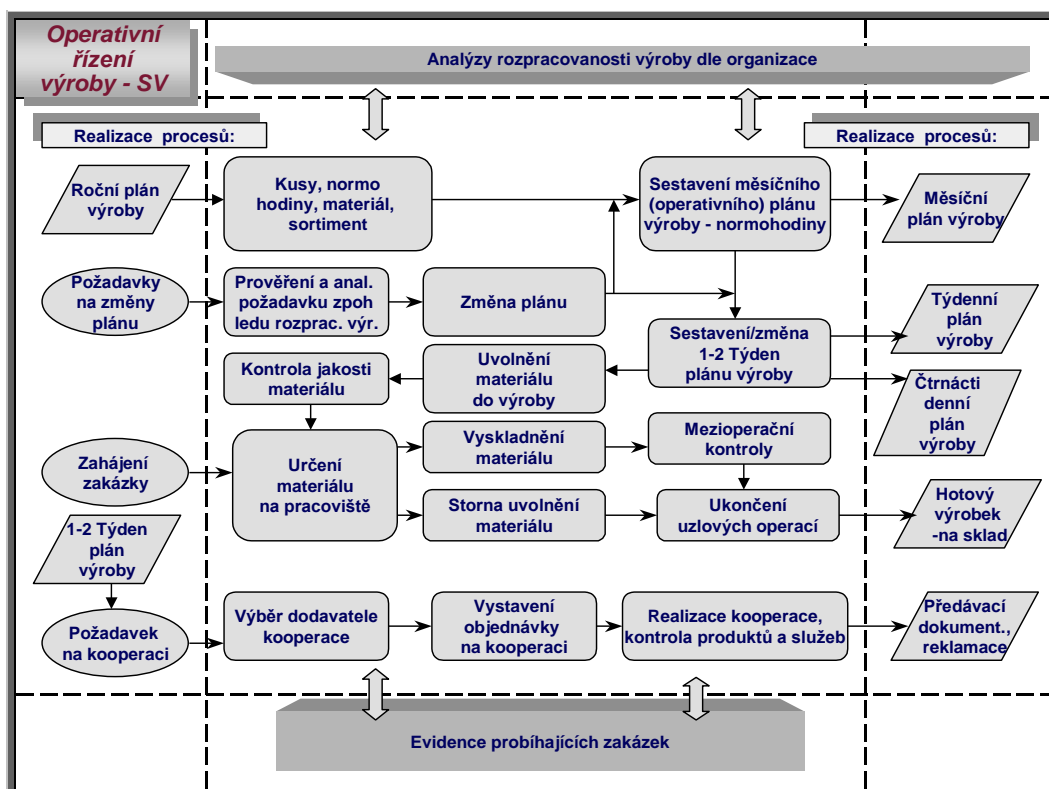 Operativní
řízení
výroby - SV
Analýzy rozpracovanosti výroby dle organizace
Realizace procesů:
Realizace procesů:
Roční plán
výroby
Kusy, normo
hodiny, materiál,
sortiment
Sestavení měsíčního
(operativního) plánu
výroby - normohodiny
Měsíční
plán výroby
Požadavky
na změny
plánu
Prověření a anal.
požadavku zpoh
ledu rozprac. výr.
Změna plánu
Týdenní
plán
výroby
Sestavení/změna
1-2 Týden
plánu výroby
Uvolnění
materiálu
do výroby
Kontrola jakosti
materiálu
Čtrnácti
denní
plán
výroby
Zahájení
zakázky
Určení
materiálu
na pracoviště
Vyskladnění
materiálu
Mezioperační
kontroly
Storna uvolnění
materiálu
Ukončení
uzlových operací
Hotový
výrobek
-na sklad
1-2 Týden
plán
výroby
Požadavek
na kooperaci
Výběr dodavatele
kooperace
Vystavení
objednávky
na kooperaci
Realizace kooperace,
kontrola produktů a služeb
Předávací
dokument.,
reklamace
Evidence probíhajících zakázek